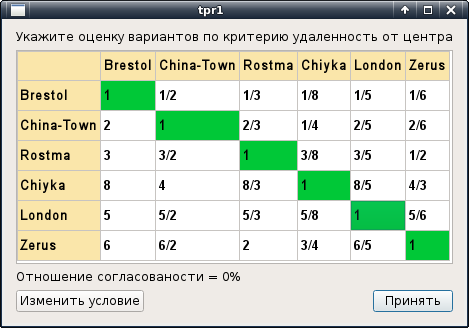 tpr1
Укажите оценку вариантов по критерию удаленность от центра
Brestol China-Town Rostma Chiyka London Zerus
Brestol 1 1/2 1/3 1/8 1/5 1/6
China-Town 2 1 2/3 1/4 2/5 2/6
Rostma 3 3/2 1 3/8 3/5 1/2
Chiyka 8 4 8/3 1 8/5 4/3
London 5 5/2 5/3 5/8 1 5/6
Zerus 6 6/2 2 3/4 6/5 1
Отношение согласованости = 0%
Изменить условие Принять